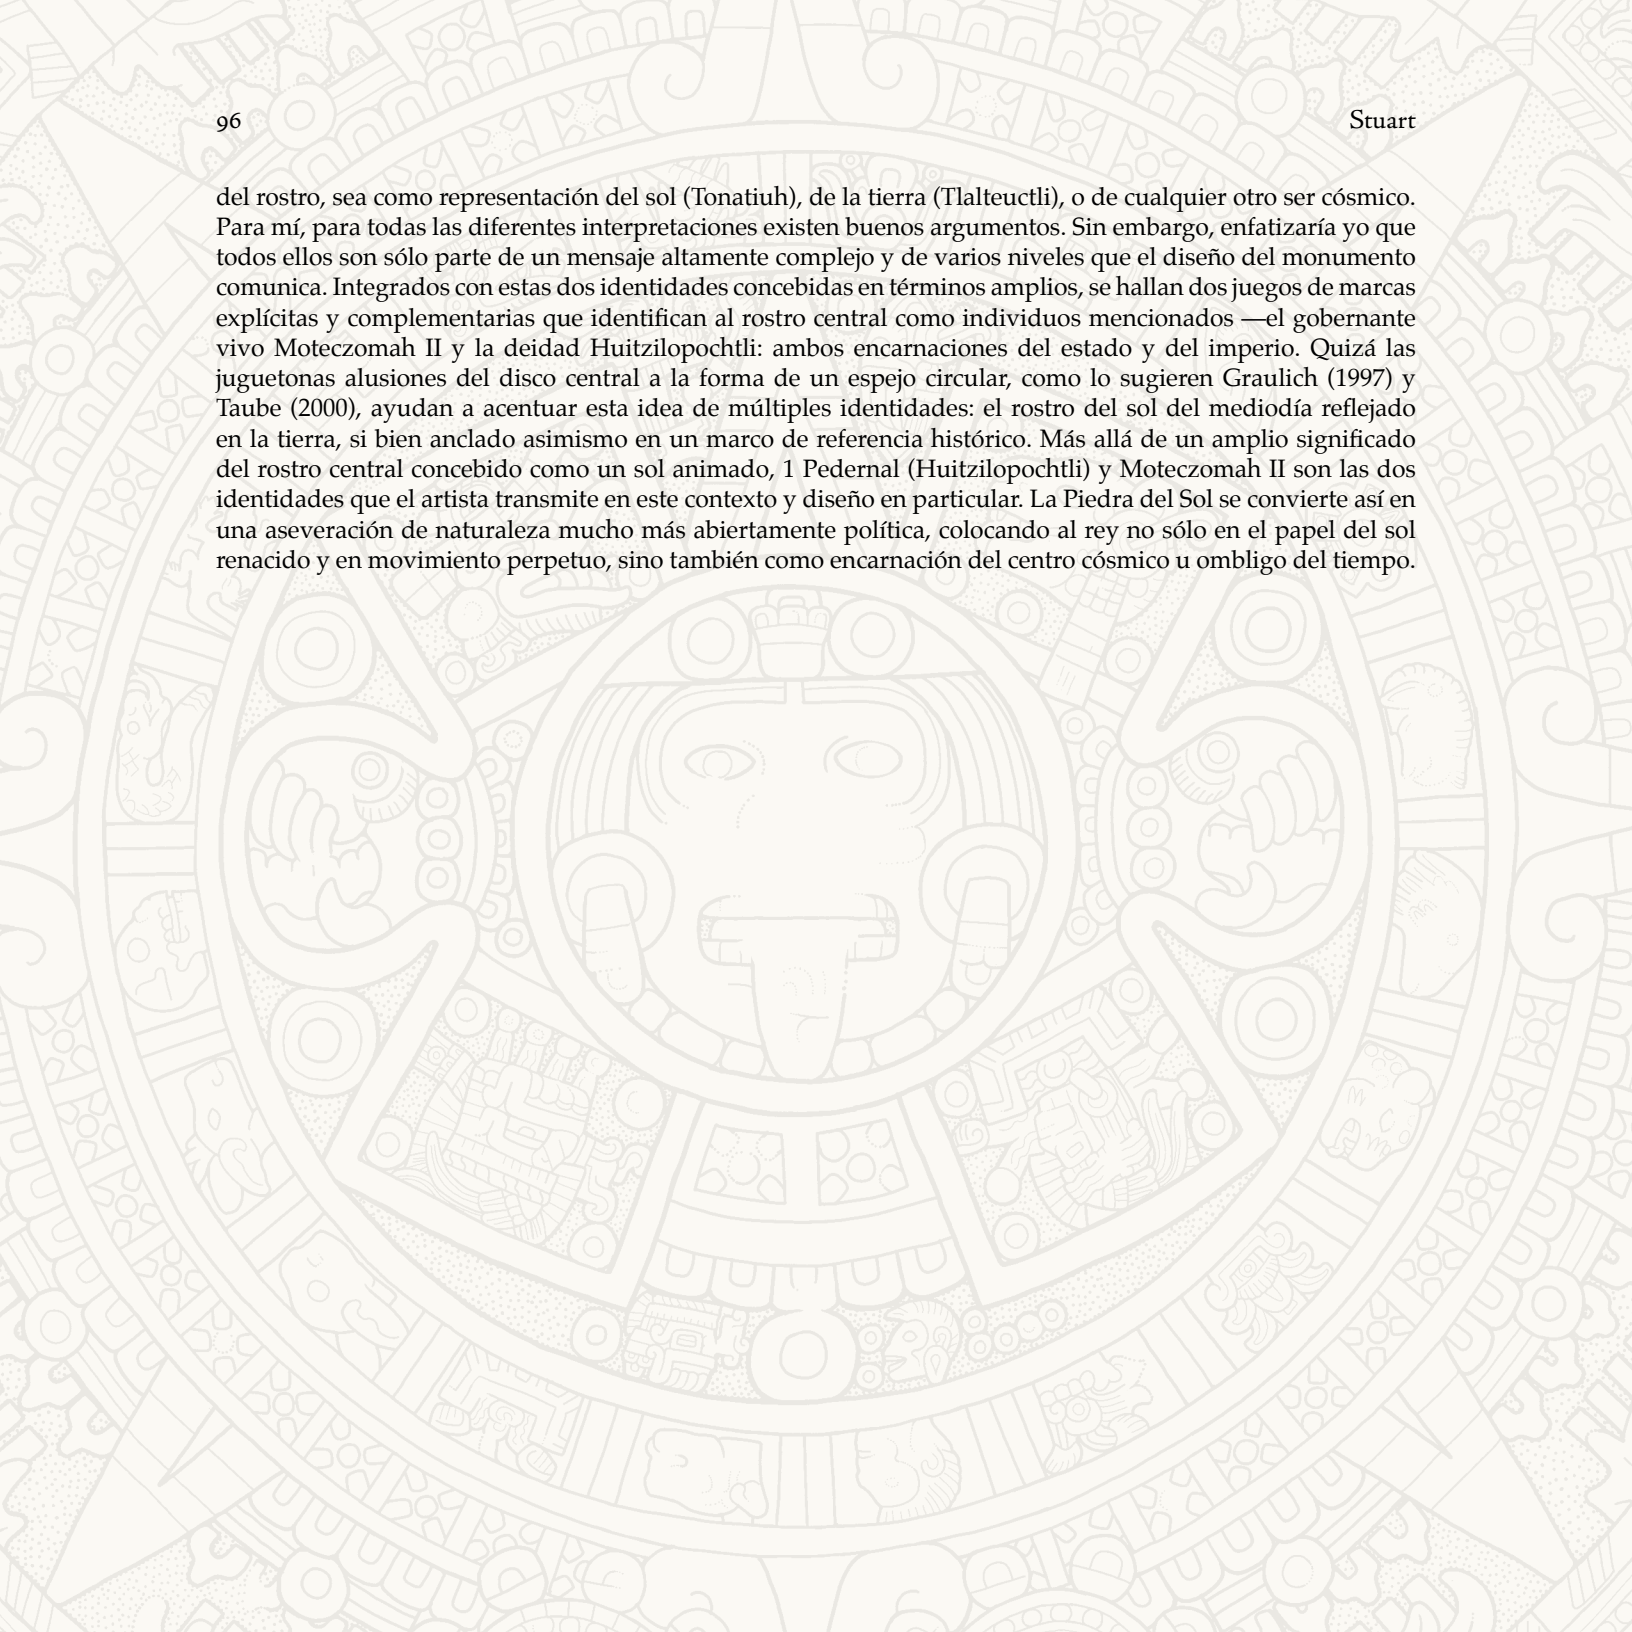 96
Stuart
del rostro, sea como representación del sol (Tonatiuh), de la tierra (Tlalteuctli), o de cualquier otro ser cósmico.
Para mí, para todas las diferentes interpretaciones existen buenos argumentos. Sin embargo, enfatizaría yo que
todos ellos son sólo parte de un mensaje altamente complejo y de varios niveles que el diseño del monumento
comunica. Integrados con estas dos identidades concebidas en términos amplios, se hallan dos juegos de marcas
explícitas y complementarias que identifican al rostro central como individuos mencionados —el gobernante
vivo Moteczomah II y la deidad Huitzilopochtli: ambos encarnaciones del estado y del imperio. Quizá las
juguetonas alusiones del disco central a la forma de un espejo circular, como lo sugieren Graulich (1997) y
Taube (2000), ayudan a acentuar esta idea de múltiples identidades: el rostro del sol del mediodía reflejado
en la tierra, si bien anclado asimismo en un marco de referencia histórico. Más allá de un amplio significado
del rostro central concebido como un sol animado, 1 Pedernal (Huitzilopochtli) y Moteczomah II son las dos
identidades que el artista transmite en este contexto y diseño en particular. La Piedra del Sol se convierte así en
una aseveración de naturaleza mucho más abiertamente política, colocando al rey no sólo en el papel del sol
renacido y en movimiento perpetuo, sino también como encarnación del centro cósmico u ombligo del tiempo.